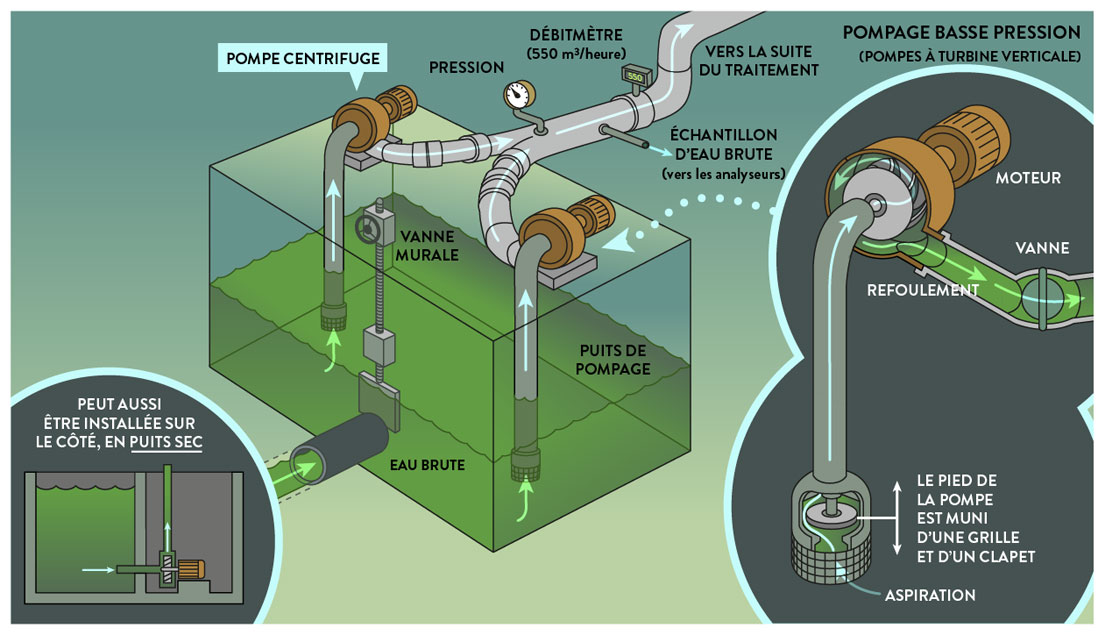 POMPE CENTRIFUGE
PRESSION
DÉBITMÈTRE
(550 m³/heure)
550
VERS LA SUITE
DU TRAITEMENT
ÉCHANTILLON
D'EAU BRUTE
(vers les analyseurs)
POMPAGE BASSE PRESSION
(POMPES À TURBINE VERTICALE)
MOTEUR
VANNE
REFOULEMENT
VANNE
MURALE
PUITS DE
POMPAGE
EAU BRUTE
PEUT AUSSI
ÊTRE INSTALLÉE SUR
LE CÔTÉ, EN PUITS SEC
LE PIED DE
LA POMPE
EST MUNI
D'UNE GRILLE
ET D'UN CLAPET
ASPIRATION